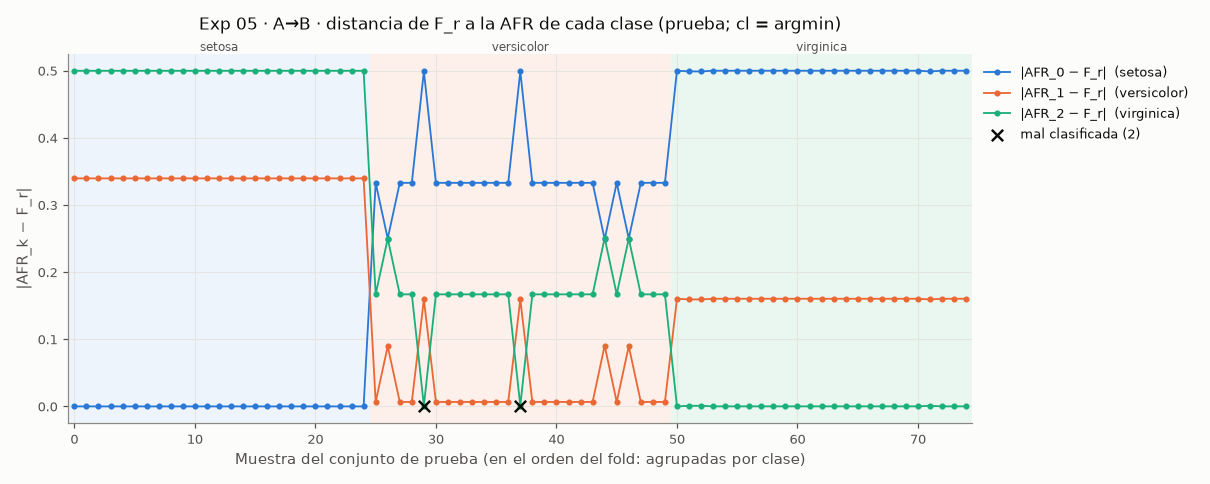 Exp 05 · A→B · distancia de F_r a la AFR de cada clase (prueba; cl = argmin)
setosa
versicolor
virginica
|AFR_0 − F_r| (setosa)
|AFR_1 − F_r| (versicolor)
|AFR_2 − F_r| (virginica)
mal clasificada (2)
|AFR_k − F_r|
0.5
0.4
0.3
0.2
0.1
0.0
0
10
20
30
40
50
60
70
Muestra del conjunto de prueba (en el orden del fold: agrupadas por clase)